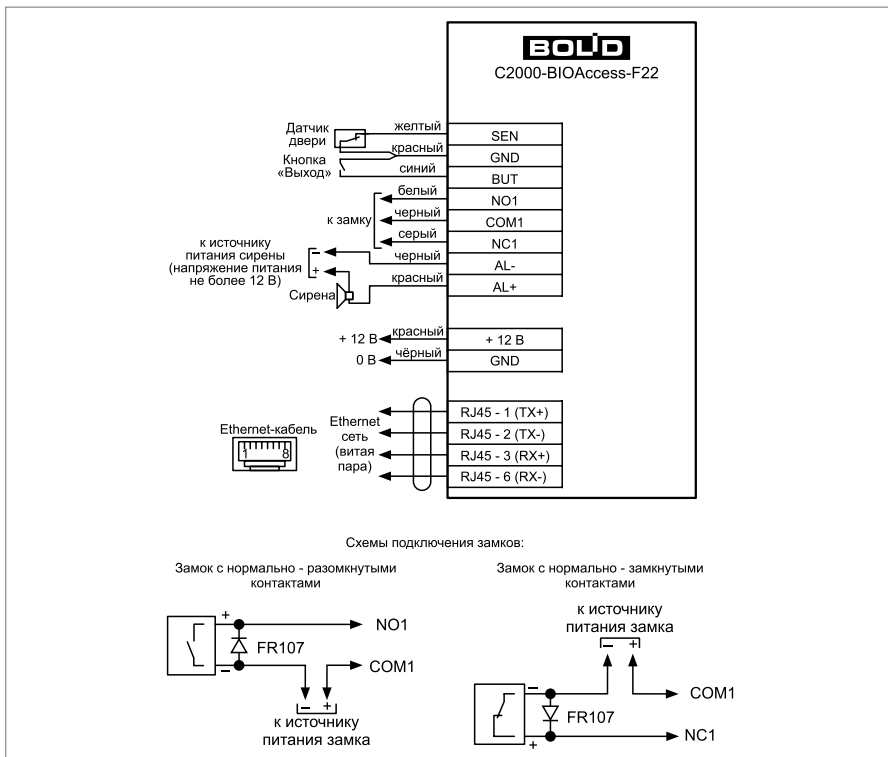 BOLID
C2000-BIOAccess-F22
Датчик
двери
желтый
SEN
красный
GND
Кнопка
«Выход»
синий
BUT
белый
NO1
к замку
черный
COM1
серый
NC1
к источнику
питания сирены
(напряжение питания
не более 12 В)
–
+
черный
AL-
красный
AL+
Сирена
+ 12 В
красный
+ 12 В
0 В
чёрный
GND
Ethernet-кабель
1
8
Ethernet
сеть
(витая
пара)
RJ45 - 1 (TX+)
RJ45 - 2 (TX-)
RJ45 - 3 (RX+)
RJ45 - 6 (RX-)
Схемы подключения замков:
Замок с нормально - разомкнутыми
контактами
+
NO1
FR107
–
COM1
– +
к источнику
питания замка
Замок с нормально - замкнутыми
контактами
к источнику
питания замка
– +
–
COM1
FR107
+
NC1